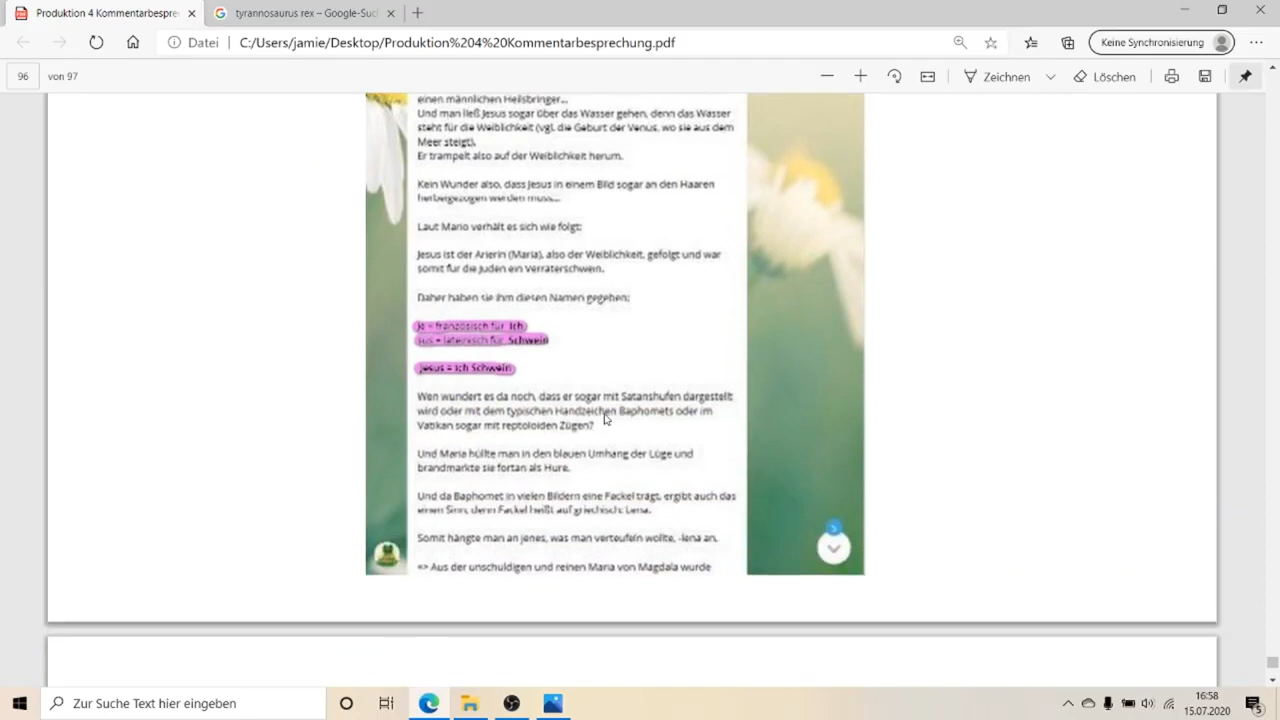 Produktion 4 Kommentarbespre
tyrannosaurus rex – Google-Suc
Datei
C:/Users/jamie/Desktop/Produktion%204%20Kommentarbesprechung.pdf
Keine Synchronisierung
96 von 97
Zeichnen
Löschen
einen männlichen Heilsbringer...
Und man ließ Jesus sogar über das Wasser gehen, denn das Wasser
steht für die Weiblichkeit (vgl. die Geburt der Venus, wo sie aus dem
Meer steigt).
Er trampelt also auf der Weiblichkeit herum.
Kein Wunder also, dass Jesus in einem Bild sogar an den Haaren
herbeigezogen werden muss...
Laut Mario verhält es sich wie folgt:
Jesus ist der Arierin (Maria), also der Weiblichkeit, gefolgt und war
somit für die Juden ein Verräterschwein.
Daher haben sie ihm diesen Namen gegeben:
je = französisch für Ich
sus = lateinisch für Schwein
Jesus = Ich Schwein
Wen wundert es da noch, dass er sogar mit Satanshufen dargestellt
wird oder mit dem typischen Handzeichen Baphomets oder im
Vatikan sogar mit reptoloiden Zügen?
Und Maria hüllte man in den blauen Umhang der Lüge und
brandmarkte sie fortan als Hure.
Und da Baphomet in vielen Bildern eine Fackel trägt, ergibt auch das
einen Sinn, denn Fackel heißt auf griechisch: Lena.
Somit hängte man an jenes, was man verteufeln wollte, -lena an.
=> Aus der unschuldigen und reinen Maria von Magdala wurde
5
Zur Suche Text hier eingeben
16:58
15.07.2020
5